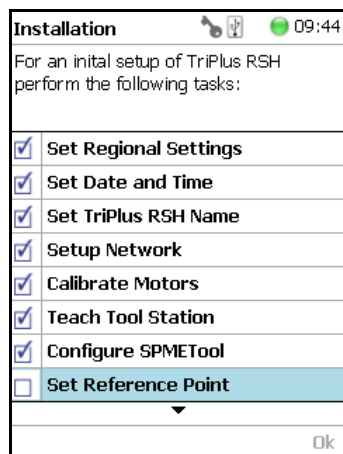 Installation 09:44
For an inital setup of TriPlus RSH
perform the following tasks:
Set Regional Settings
Set Date and Time
Set TriPlus RSH Name
Setup Network
Calibrate Motors
Teach Tool Station
Configure SPMETool
Set Reference Point
Ok